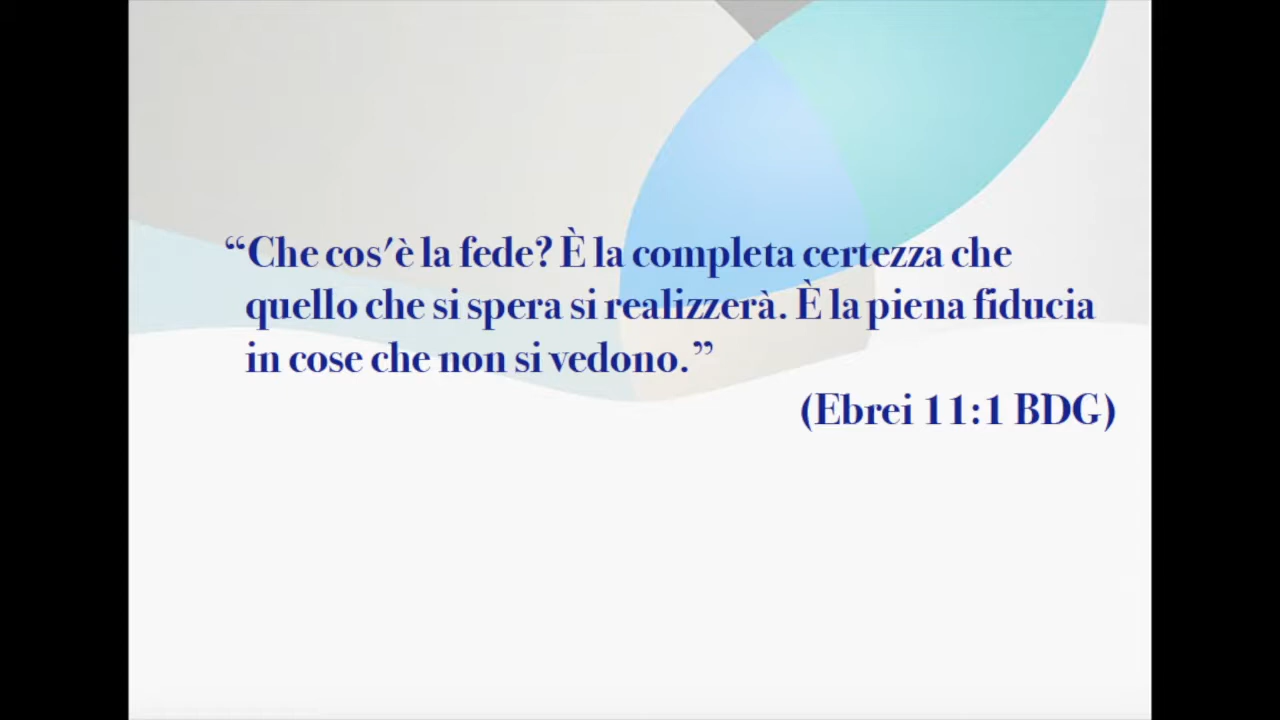 “Che cos'è la fede? È la completa certezza che
quello che si spera si realizzerà. È la piena fiducia
in cose che non si vedono.”
(Ebrei 11:1 BDG)